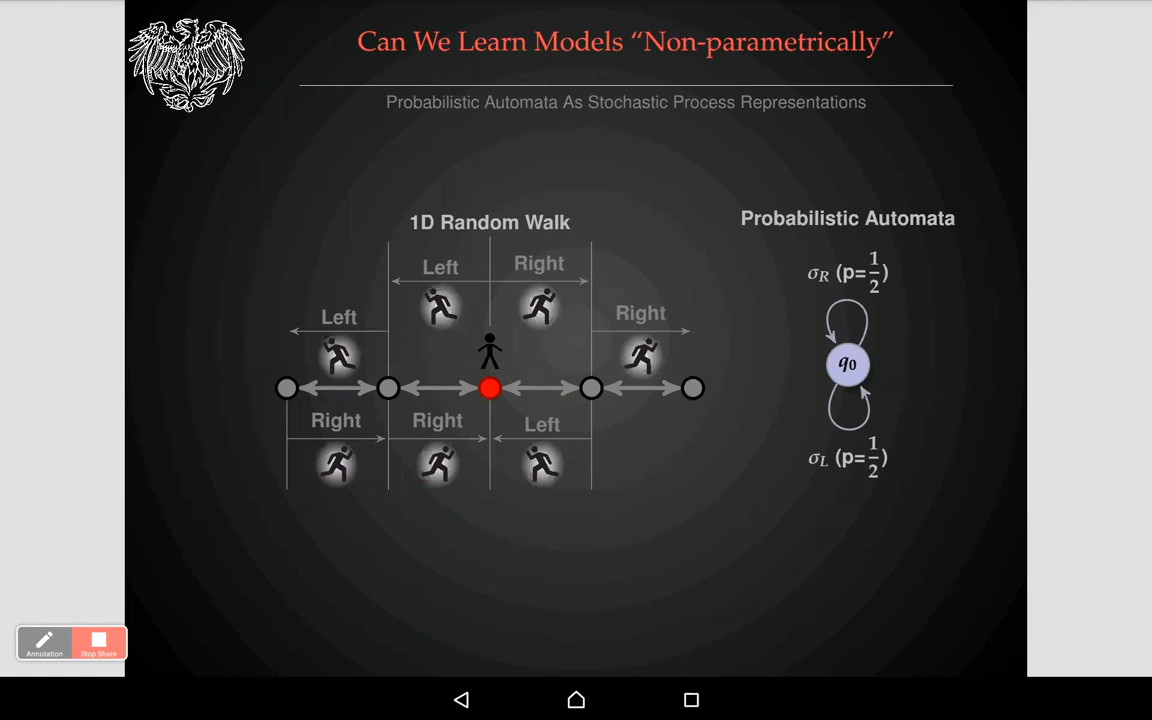 Can We Learn Models “Non-parametrically”
Probabilistic Automata As Stochastic Process Representations
1D Random Walk
Probabilistic Automata
Left
Right
σR (p=1/2)
Left
Right
q0
Right
Right
Left
σL (p=1/2)
Annotation
Stop Share